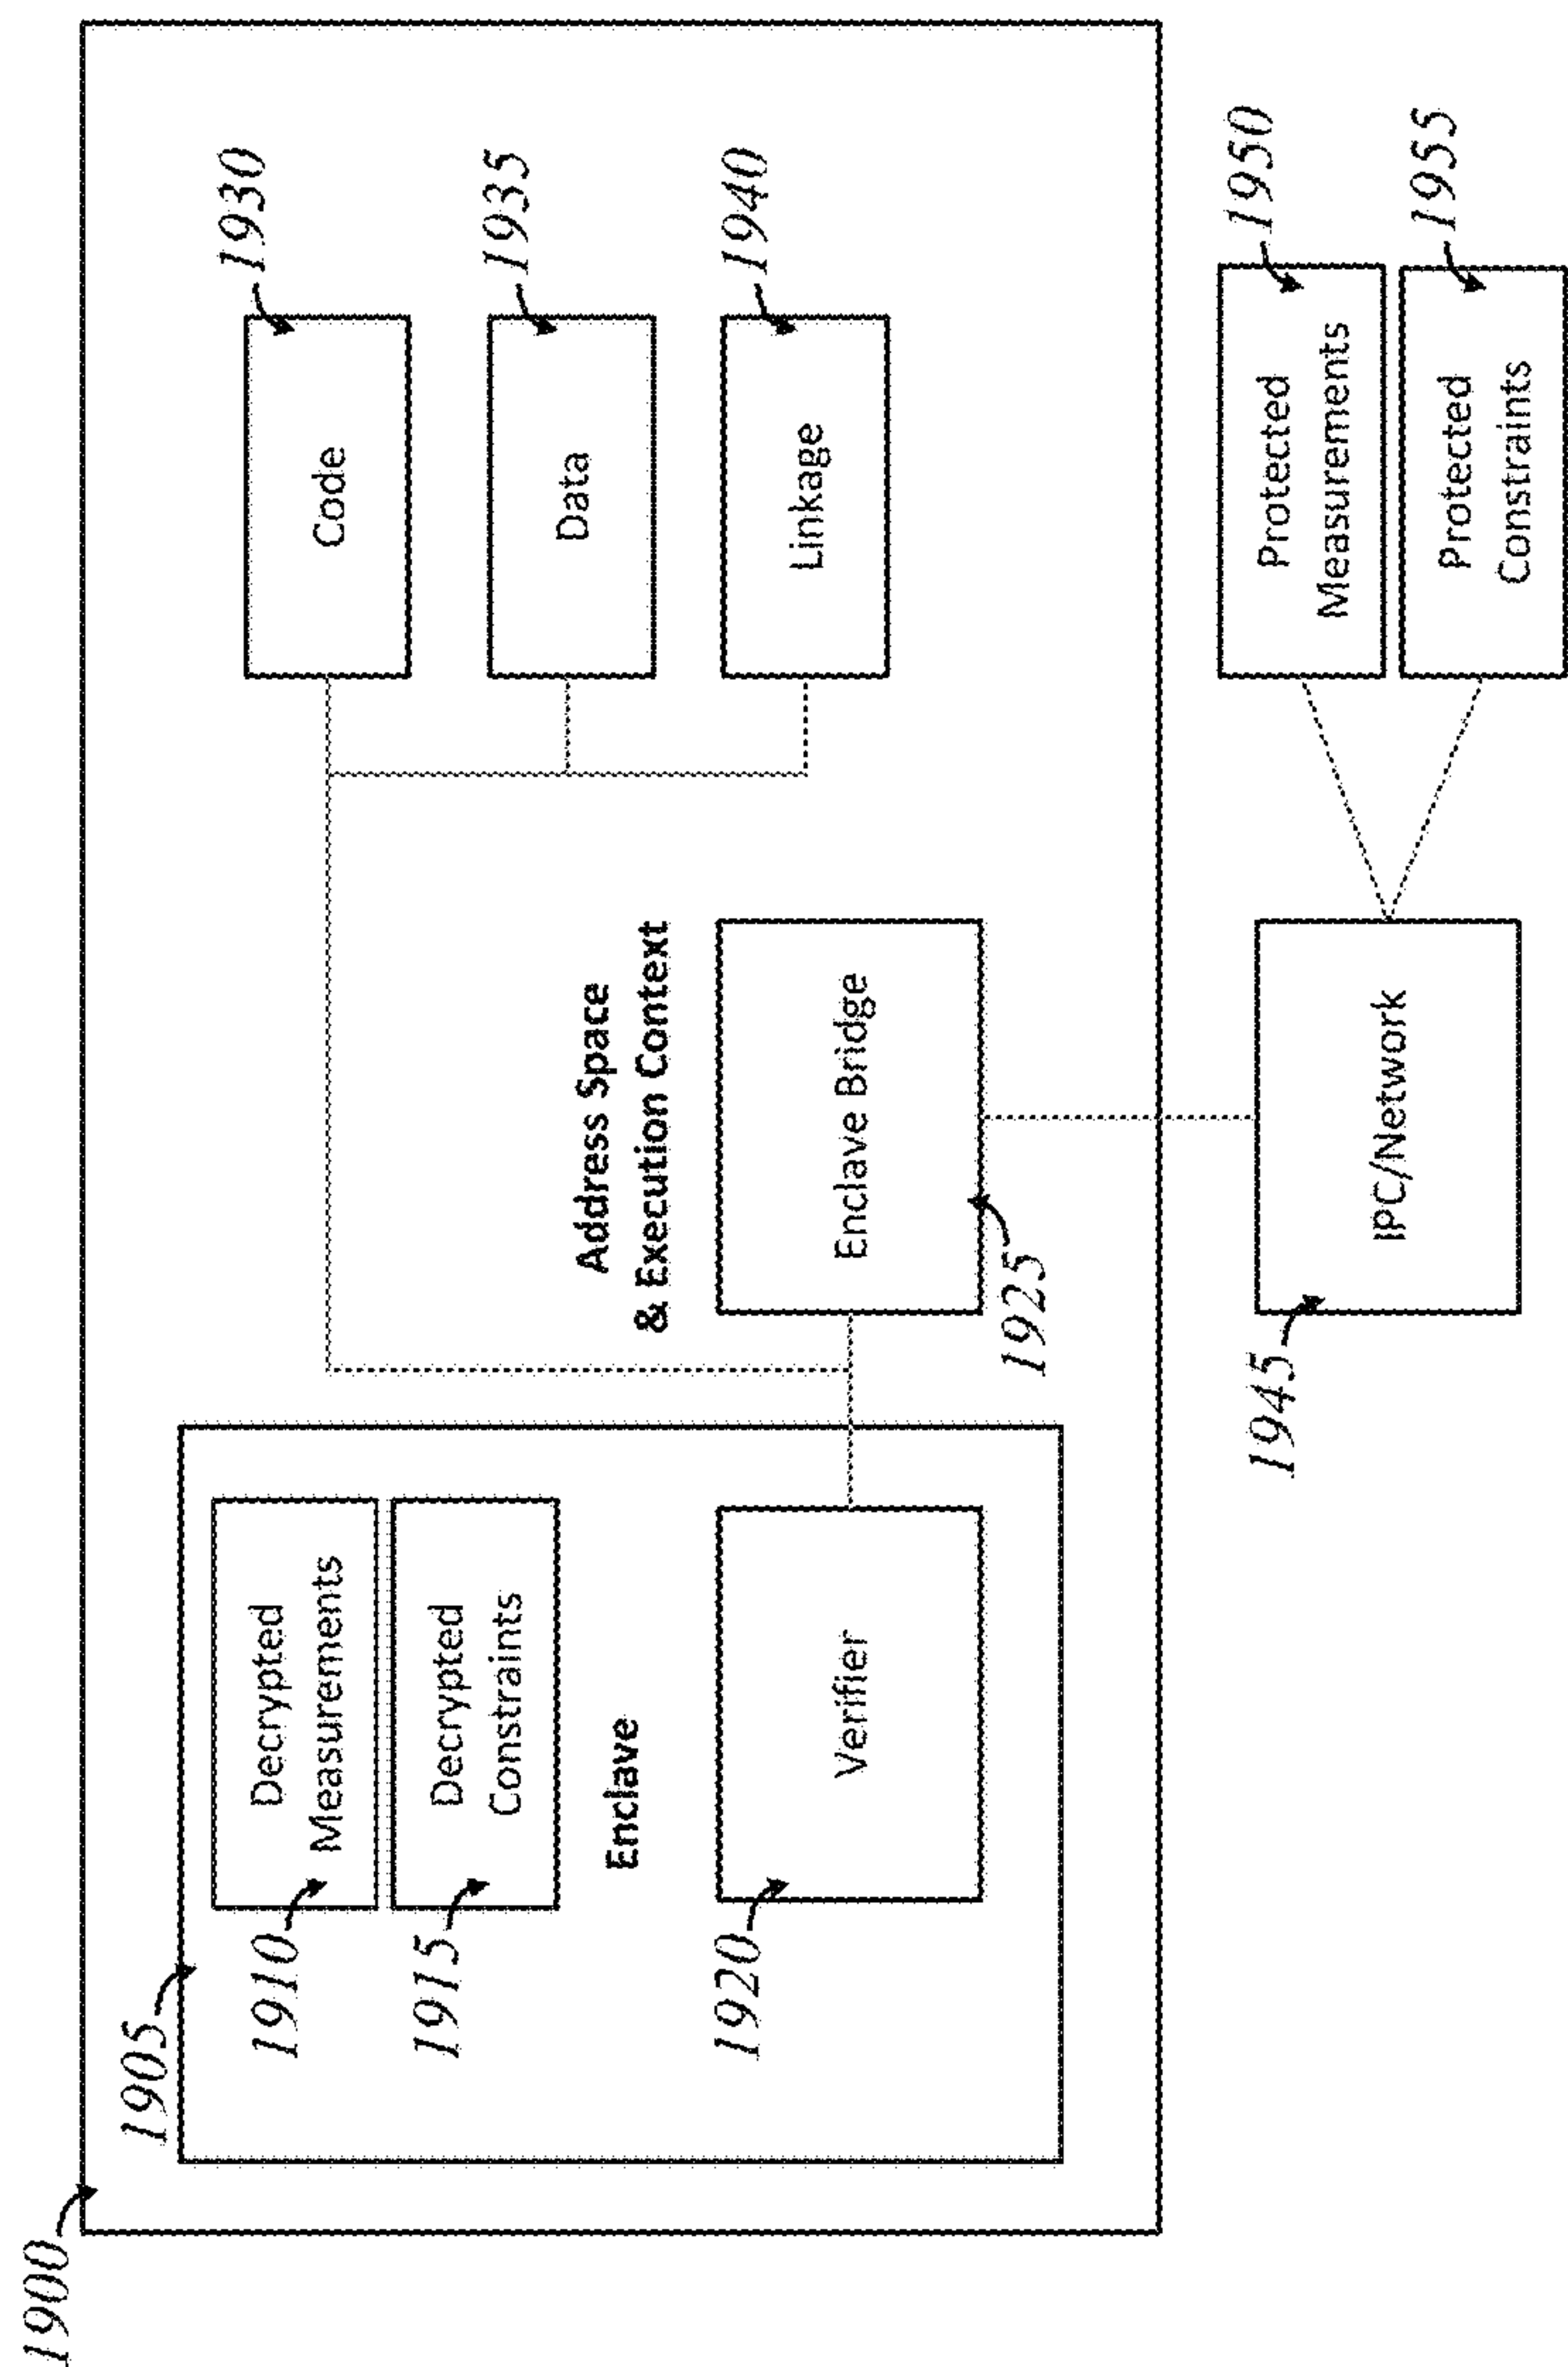 1900
1905
1910
Decrypted
Measurements
1915
Decrypted
Constraints
Enclave
1920
Verifier
Address Space
& Execution Context
Enclave Bridge
1925
Code
1930
Data
1935
Linkage
1940
1945
IPC/Network
Protected
Measurements
1950
Protected
Constraints
1955